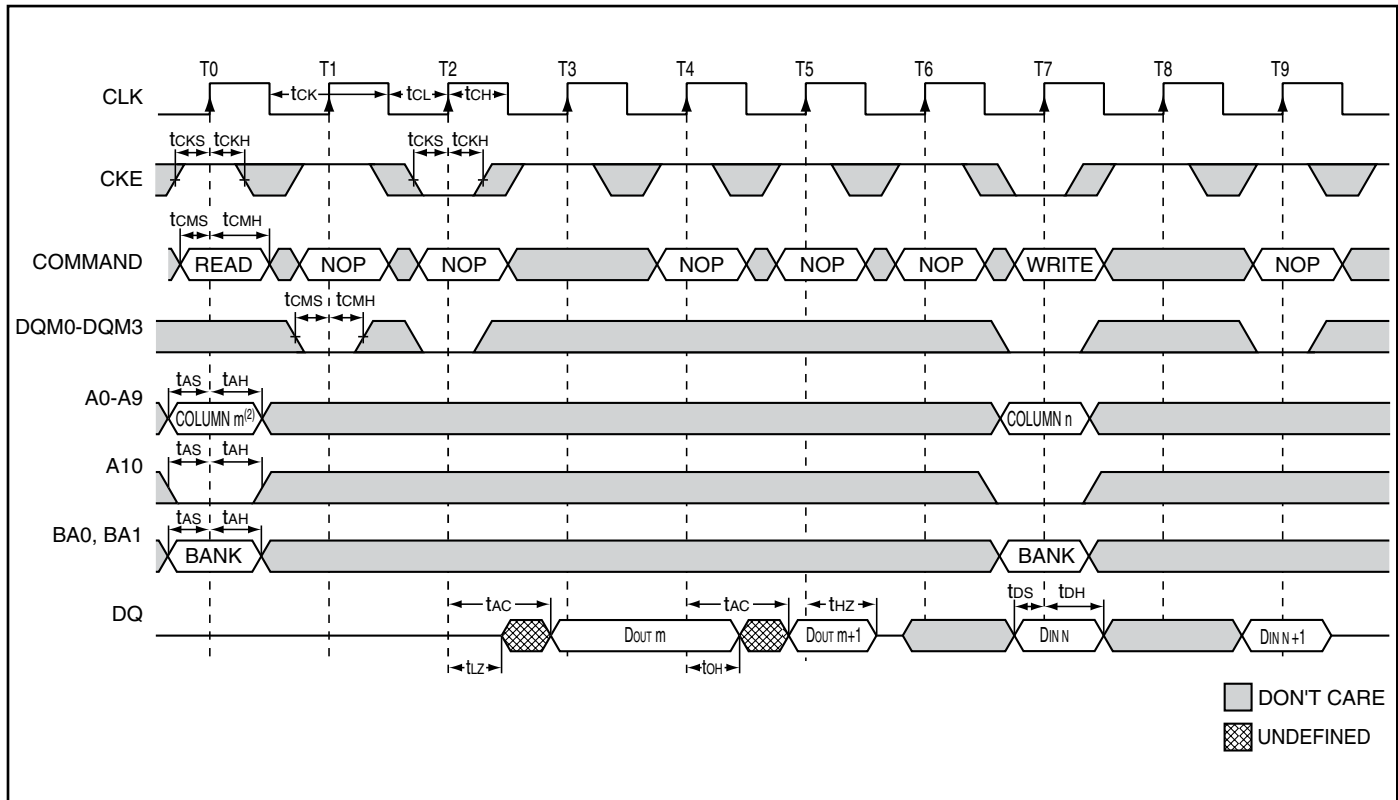 T0 T1 T2 T3 T4 T5 T6 T7 T8 T9
CLK tCK tCL tCH
tCKS tCKH tCKS tCKH
CKE
tCMS tCMH
COMMAND READ NOP NOP NOP NOP NOP WRITE NOP
tCMS tCMH
DQM0-DQM3
tAS tAH
A0-A9 COLUMN m(2) COLUMN n
tAS tAH
A10
tAS tAH
BA0, BA1 BANK BANK
tAC tAC tHZ tDS tDH
DQ DOUT m DOUT m+1 DIN N DIN N+1
tLZ tOH
DON'T CARE
UNDEFINED